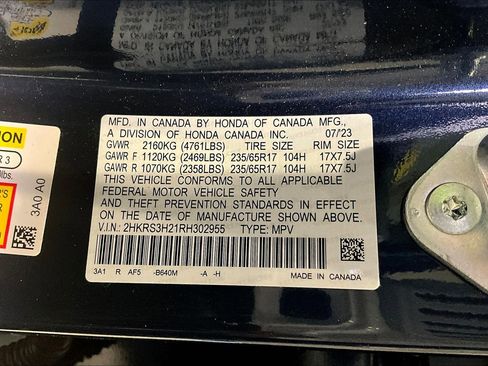 MFD. IN CANADA BY HONDA OF CANADA MFG.,
A DIVISION OF HONDA CANADA INC. 07/23
GVWR 2160KG (4761LBS) TIRE SIZE RIM SIZE
GAWR F 1120KG (2469LBS) 235/65R17 104H 17X7.5J
GAWR R 1070KG (2358LBS) 235/65R17 104H 17X7.5J
THIS VEHICLE CONFORMS TO ALL APPLICABLE
FEDERAL MOTOR VEHICLE SAFETY
AND THEFT PREVENTION STANDARDS IN EFFECT
ON THE DATE OF MANUFACTURE SHOWN ABOVE.
V.I.N.: 2HKRS3H21RH302955 TYPE: MPV
3A1 R AF5 -B640M -A -H
MADE IN CANADA
TION
R 3
lbs.
3A0 A0